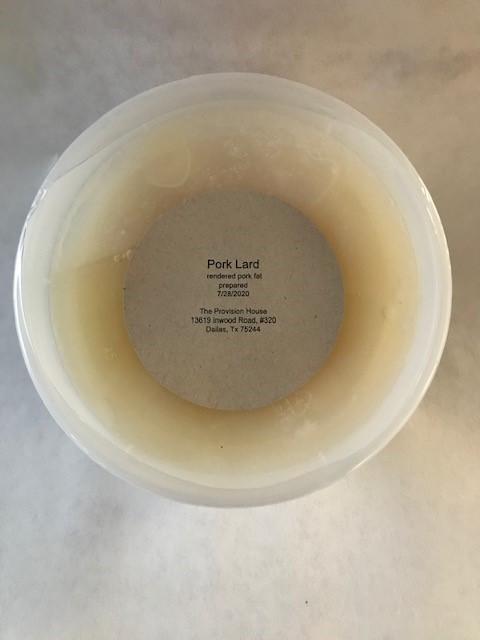 Pork Lard
rendered pork fat
prepared
7/28/2020
The Provision House
13619 Inwood Road, #320
Dallas, Tx 75244